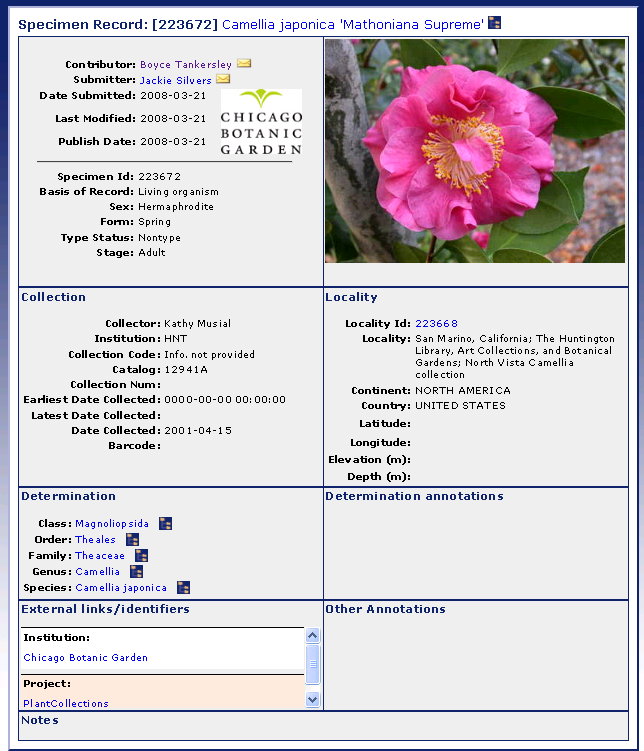 Specimen Record: [223672] Camellia japonica 'Mathoniana Supreme'
Contributor: Boyce Tankersley
Submitter: Jackie Silvers
Date Submitted: 2008-03-21
Last Modified: 2008-03-21
Publish Date: 2008-03-21
CHICAGO
BOTANIC
GARDEN
Specimen Id: 223672
Basis of Record: Living organism
Sex: Hermaphrodite
Form: Spring
Type Status: Nontype
Stage: Adult
Collection
Collector: Kathy Musial
Institution: HNT
Collection Code: Info. not provided
Catalog: 12941A
Collection Num:
Earliest Date Collected: 0000-00-00 00:00:00
Latest Date Collected:
Date Collected: 2001-04-15
Barcode:
Locality
Locality Id: 223668
Locality: San Marino, California; The Huntington
Library, Art Collections, and Botanical
Gardens; North Vista Camellia
collection
Continent: NORTH AMERICA
Country: UNITED STATES
Latitude:
Longitude:
Elevation (m):
Depth (m):
Determination
Class: Magnoliopsida
Order: Theales
Family: Theaceae
Genus: Camellia
Species: Camellia japonica
Determination annotations
External links/identifiers
Institution:
Chicago Botanic Garden
Project:
PlantCollections
Other Annotations
Notes